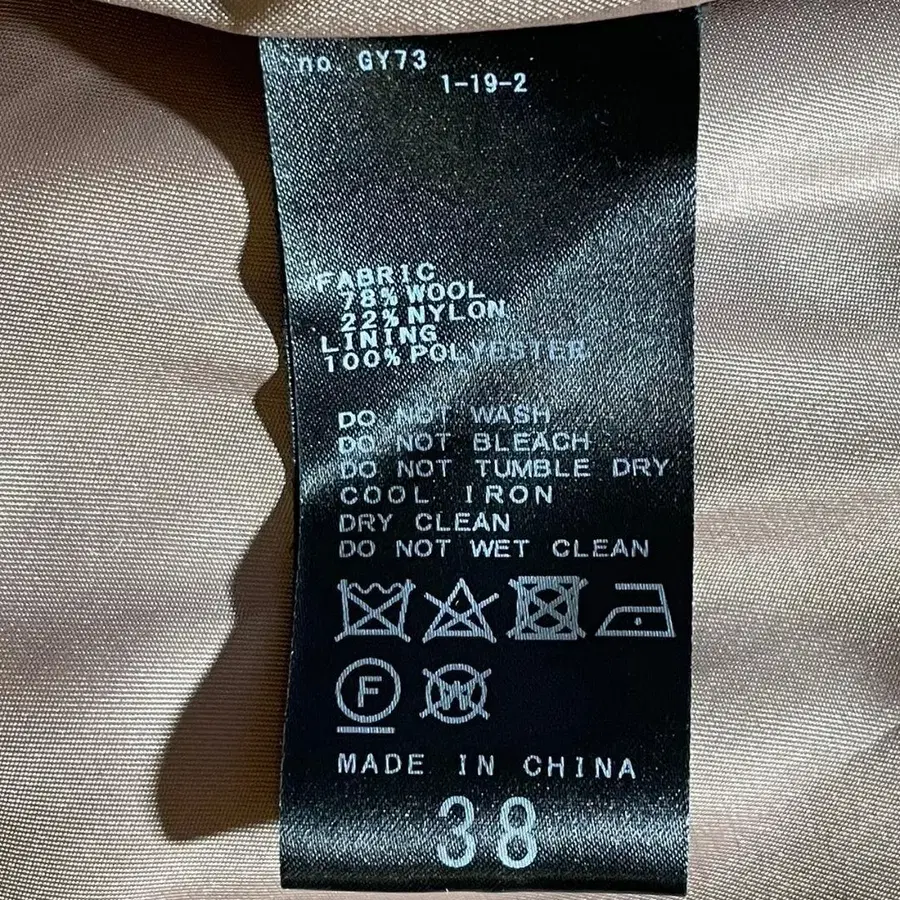 no. GY73
1-19-2
FABRIC
78% WOOL
22% NYLON
LINING
100% POLYESTER
DO NOT WASH
DO NOT BLEACH
DO NOT TUMBLE DRY
COOL IRON
DRY CLEAN
DO NOT WET CLEAN
F W
MADE IN CHINA
38